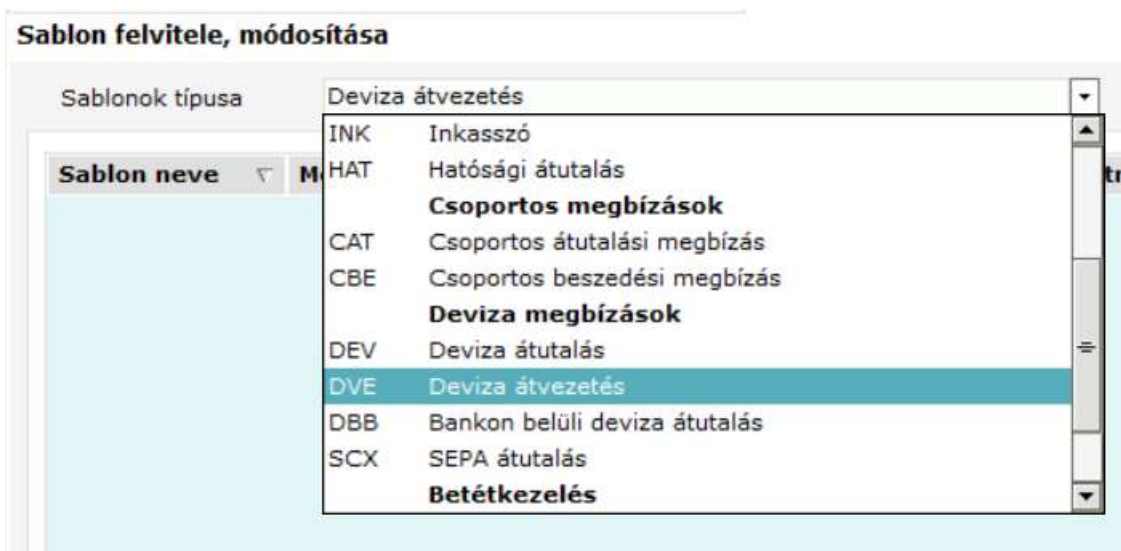 Sablon felvitele, módosítása
Sablonok típusa Deviza átvezetés
INK Inkasszó
Sablon neve
HAT Hatósági átutalás
Csoportos megbízások
CAT Csoportos átutalási megbízás
CBE Csoportos beszedési megbízás
Deviza megbízások
DEV Deviza átutalás
DVE Deviza átvezetés
DBB Bankon belüli deviza átutalás
SCX SEPA átutalás
Betétkezelés